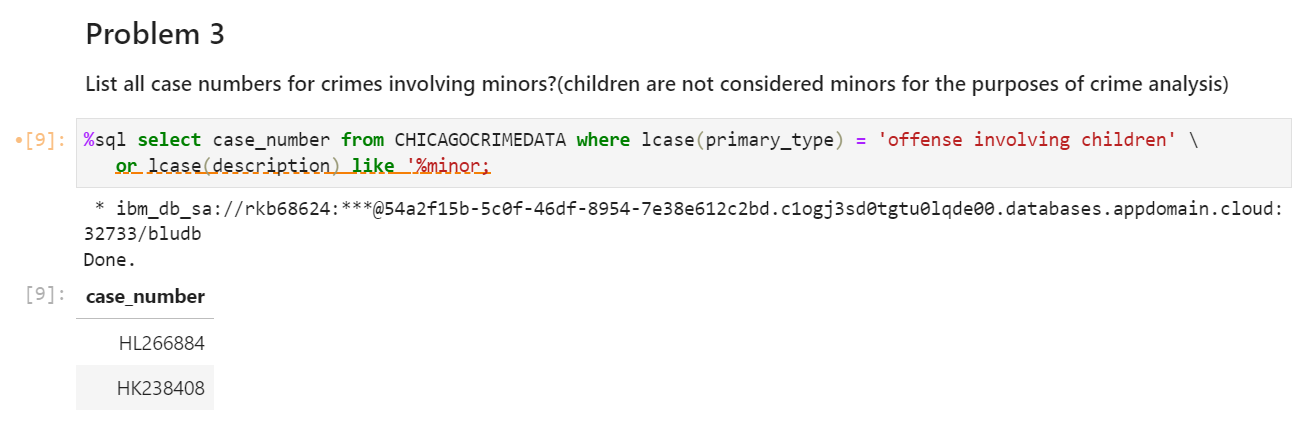 Problem 3
List all case numbers for crimes involving minors?(children are not considered minors for the purposes of crime analysis)
•[9]: %sql select case_number from CHICAGOCRIMEDATA where lcase(primary_type) = 'offense involving children' \
or lcase(description) like '%minor;
* ibm_db_sa://rkb68624:***@54a2f15b-5c0f-46df-8954-7e38e612c2bd.c1ogj3sd0tgtu0lqde00.databases.appdomain.cloud:
32733/bludb
Done.
[9]: case_number
HL266884
HK238408